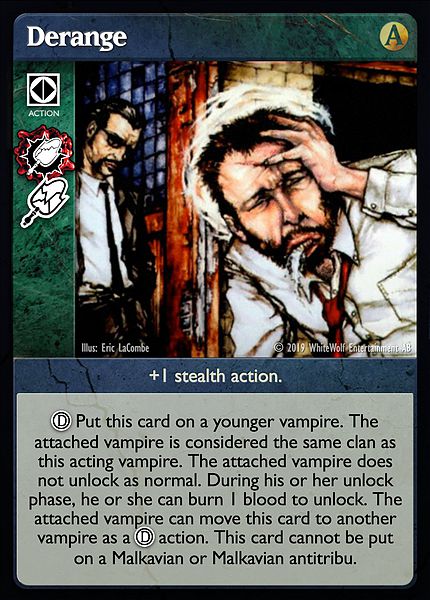 Derange
A
ACTION
Illus: Eric LaCombe
© 2019 WhiteWolf Entertainment AB
+1 stealth action.
Ⓓ Put this card on a younger vampire. The
attached vampire is considered the same clan as
this acting vampire. The attached vampire does
not unlock as normal. During his or her unlock
phase, he or she can burn 1 blood to unlock. The
attached vampire can move this card to another
vampire as a Ⓓ action. This card cannot be put
on a Malkavian or Malkavian antitribu.